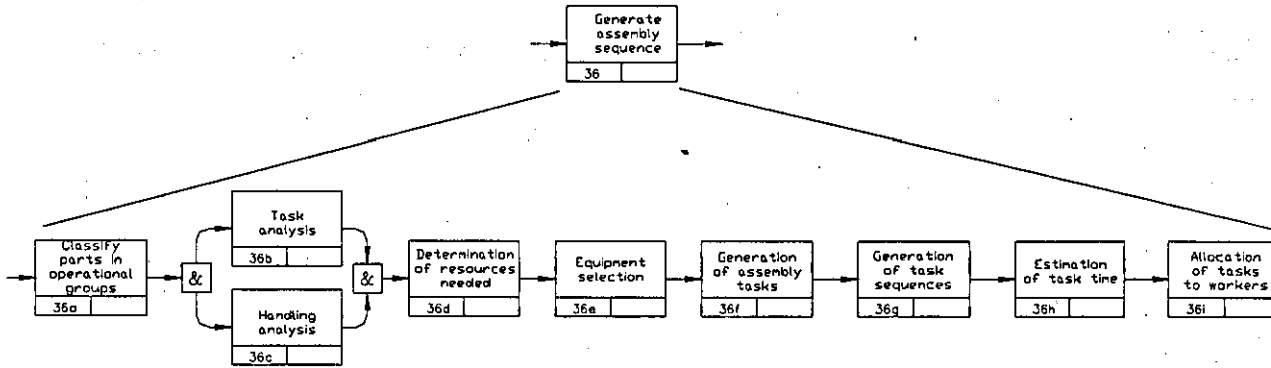 Generate
assembly
sequence
36
Classify
parts in
operational
groups
36a
&
Task
analysis
36b
Handling
analysis
36c
&
Determination
of resources
needed
36d
Equipment
selection
36e
Generation
of assembly
tasks
36f
Generation
of task
sequences
36g
Estimation
of task time
36h
Allocation
of tasks
to workers
36i